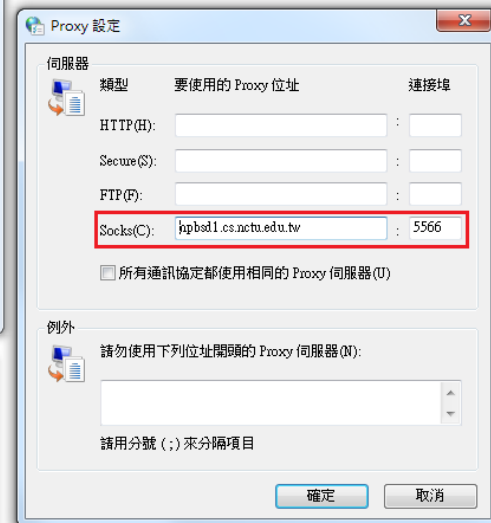 Proxy 設定
伺服器
類型 要使用的 Proxy 位址 連接埠
HTTP(H): :
Secure(S): :
FTP(F): :
Socks(C): npbsd1.cs.nctu.edu.tw : 5566
所有通訊協定都使用相同的 Proxy 伺服器(U)
例外
請勿使用下列位址開頭的 Proxy 伺服器(N):
請用分號 ( ; ) 來分隔項目
確定 取消